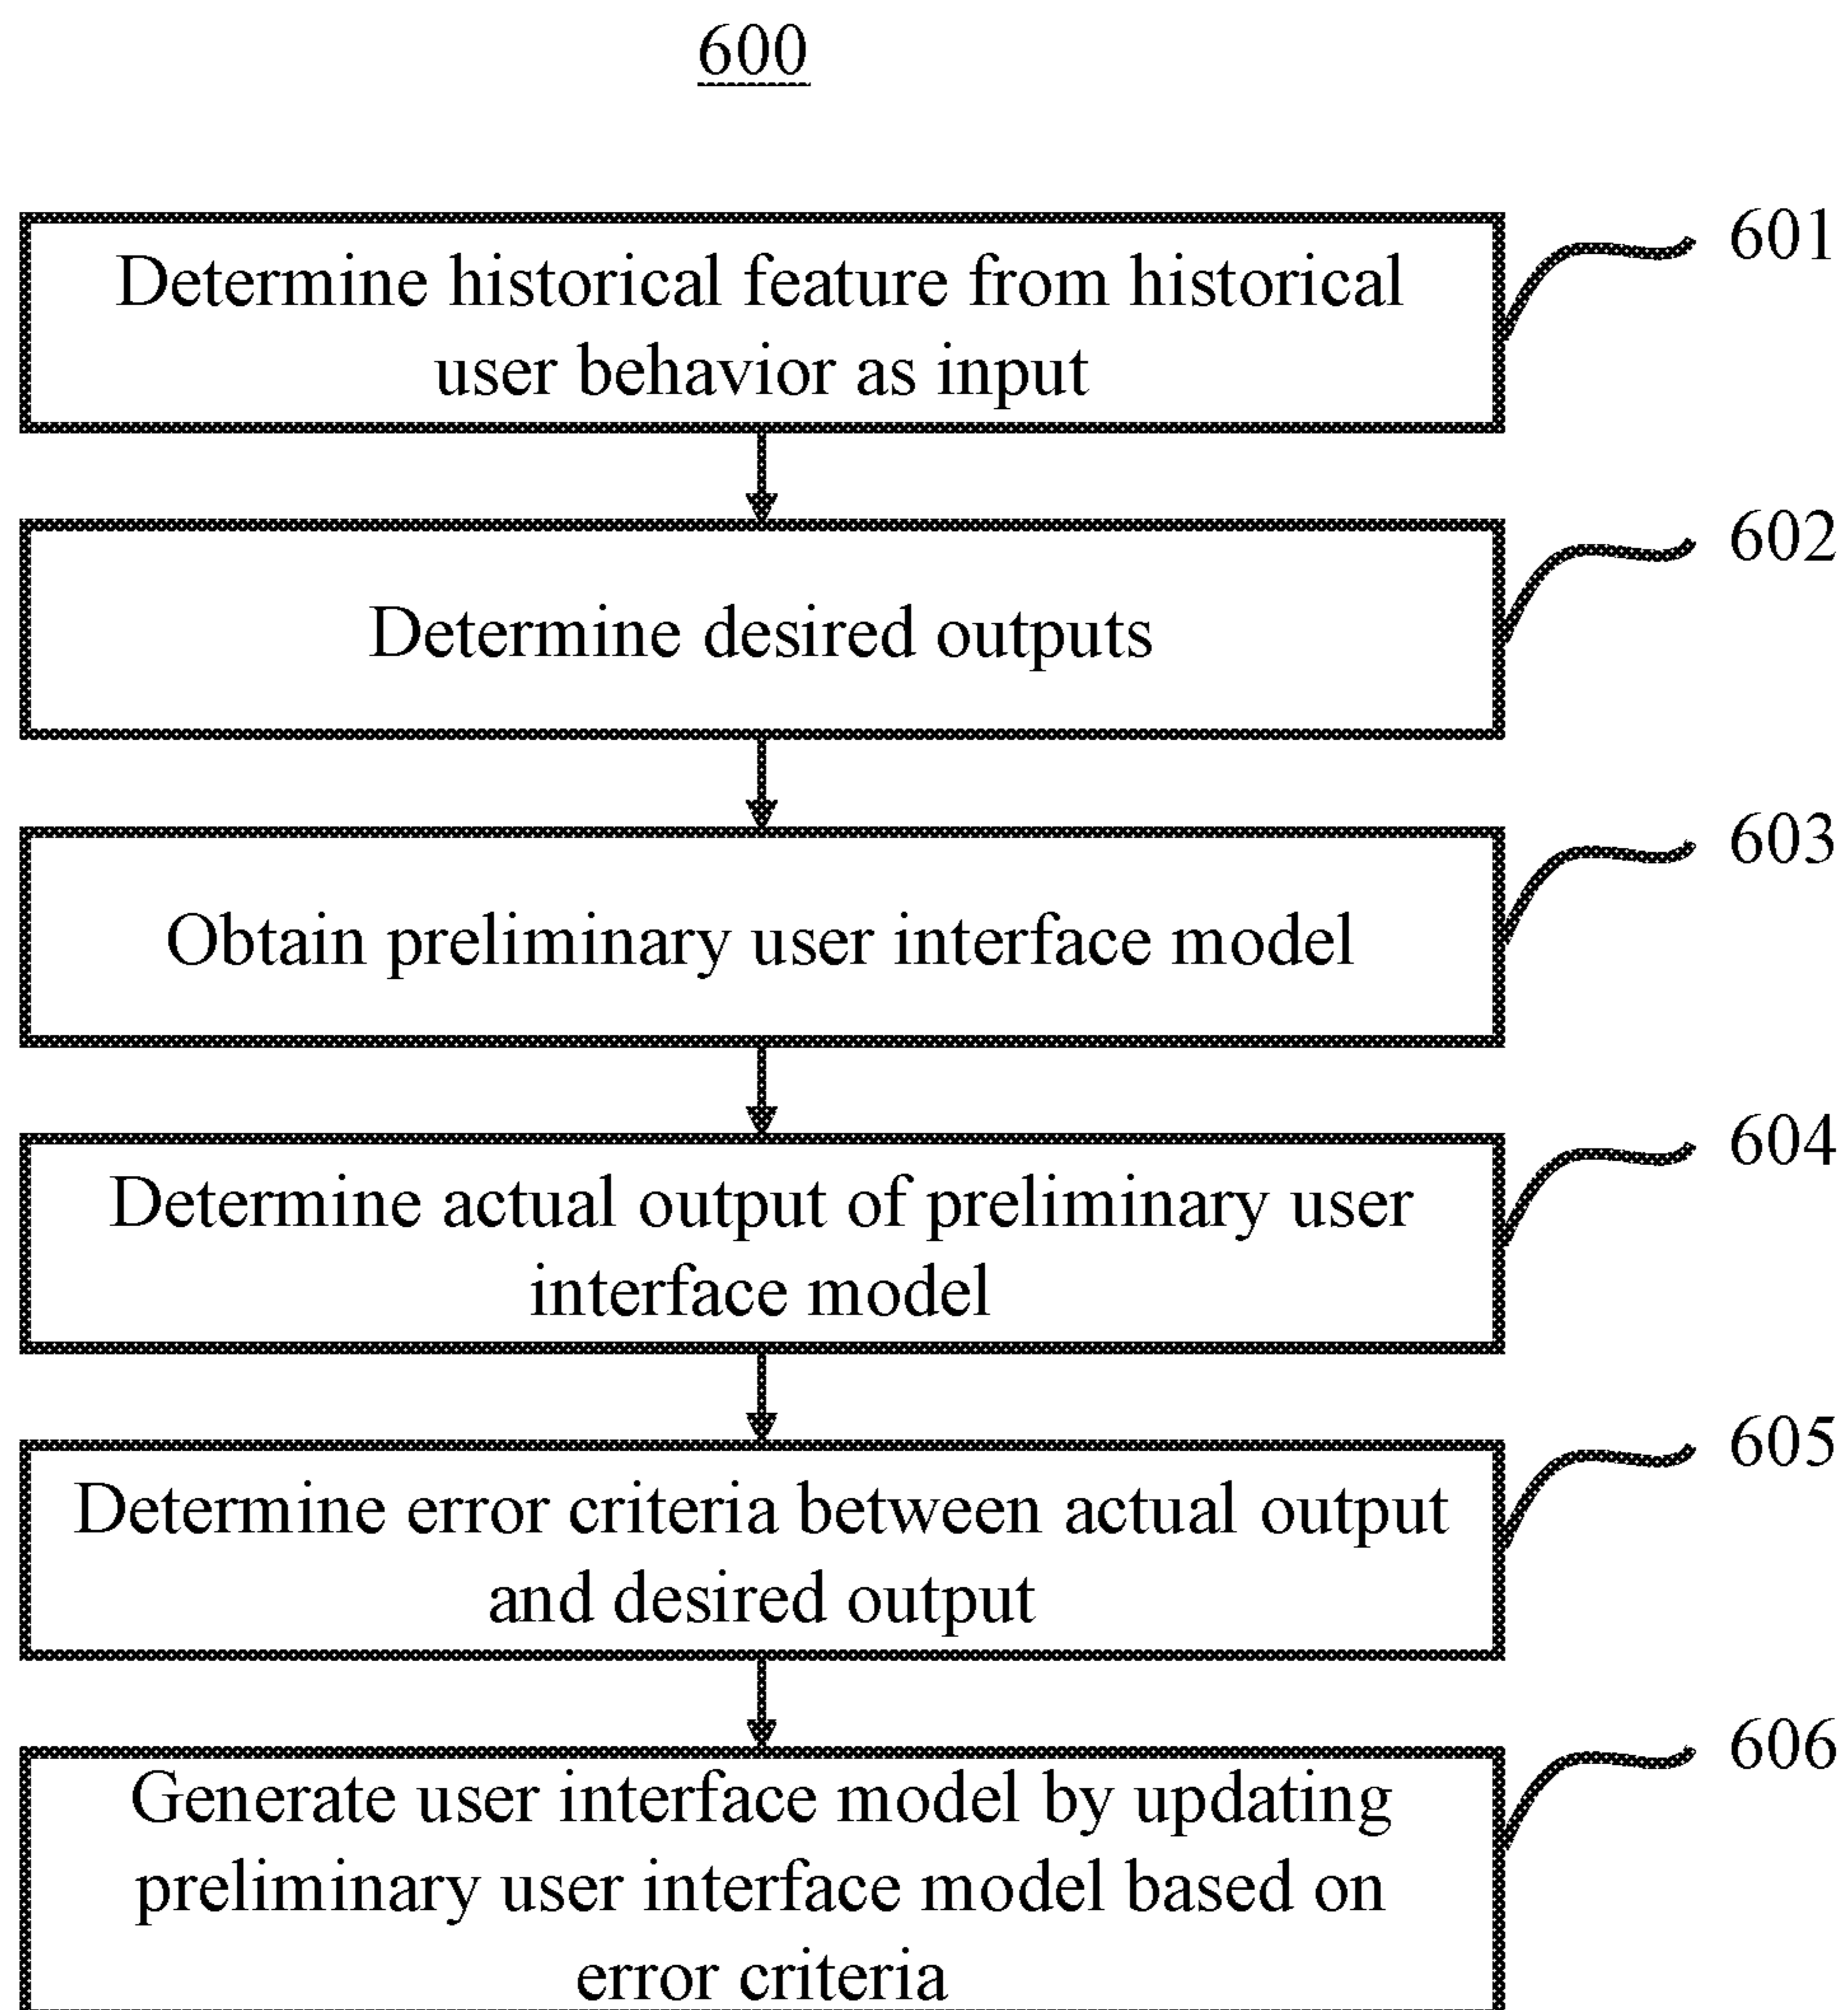 600
Determine historical feature from historical
user behavior as input
601
Determine desired outputs
602
Obtain preliminary user interface model
603
Determine actual output of preliminary user
interface model
604
Determine error criteria between actual output
and desired output
605
Generate user interface model by updating
preliminary user interface model based on
error criteria
606